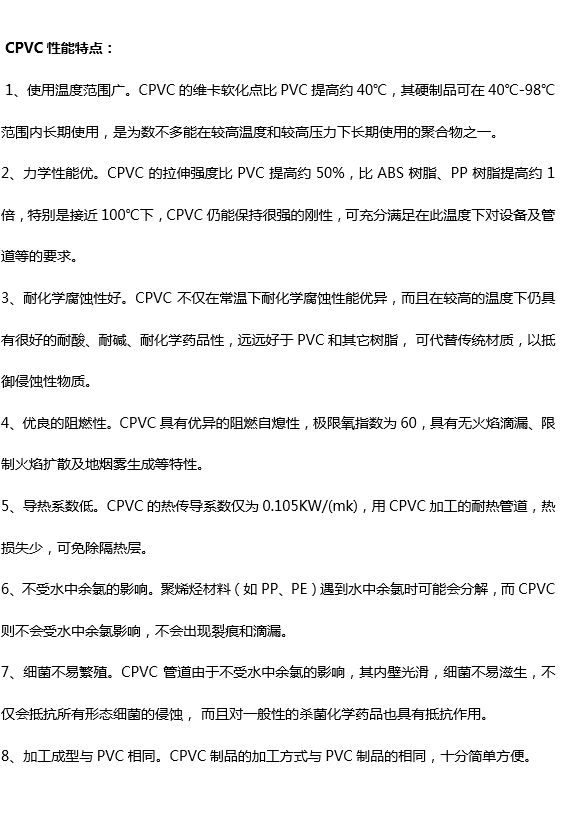 CPVC 性能特点：
1、使用温度范围广。CPVC 的维卡软化点比 PVC 提高约 40℃，其硬制品可在 40℃-98℃
范围内长期使用，是为数不多能在较高温度和较高压力下长期使用的聚合物之一。
2、力学性能优。CPVC 的拉伸强度比 PVC 提高约 50%，比 ABS 树脂、PP 树脂提高约 1
倍，特别是接近 100℃下，CPVC 仍能保持很强的刚性，可充分满足在此温度下对设备及管
道等的要求。
3、耐化学腐蚀性好。CPVC 不仅在常温下耐化学腐蚀性能优异，而且在较高的温度下仍具
有很好的耐酸、耐碱、耐化学药品性，远远好于 PVC 和其它树脂， 可代替传统材质，以抵
御侵蚀性物质。
4、优良的阻燃性。CPVC 具有优异的阻燃自熄性，极限氧指数为 60，具有无火焰滴漏、限
制火焰扩散及地烟雾生成等特性。
5、导热系数低。CPVC 的热传导系数仅为 0.105KW/(mk)，用 CPVC 加工的耐热管道，热
损失少，可免除隔热层。
6、不受水中余氯的影响。聚烯烃材料（如 PP、PE）遇到水中余氯时可能会分解，而 CPVC
则不会受水中余氯影响，不会出现裂痕和滴漏。
7、细菌不易繁殖。CPVC 管道由于不受水中余氯的影响，其内壁光滑，细菌不易滋生，不
仅会抵抗所有形态细菌的侵蚀， 而且对一般性的杀菌化学药品也具有抵抗作用。
8、加工成型与 PVC 相同。CPVC 制品的加工方式与 PVC 制品的相同，十分简单方便。